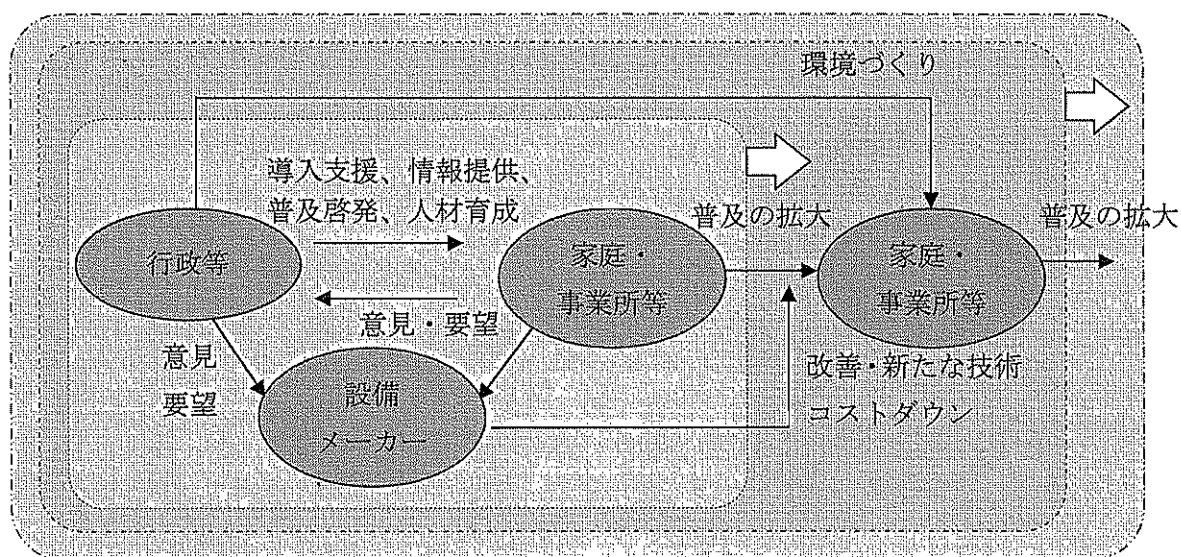 環境づくり
導入支援、情報提供、
普及啓発、人材育成
普及の拡大
普及の拡大
行政等
家庭・
事業所等
家庭・
事業所等
意見・要望
意見
要望
設備
メーカー
改善・新たな技術
コストダウン